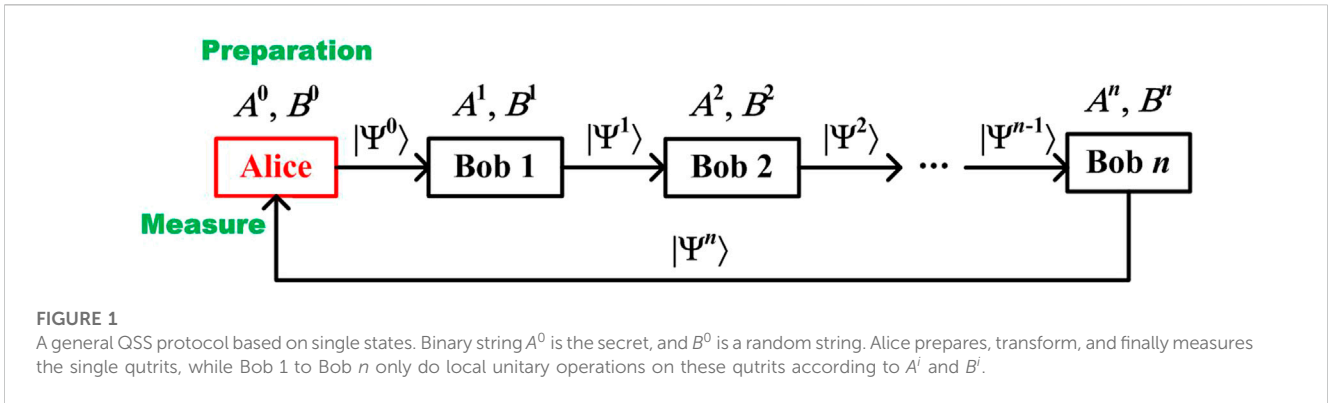 Preparation
A⁰, B⁰ A¹, B¹ A², B² Aⁿ, Bⁿ
|Ψ⁰⟩ |Ψ¹⟩ |Ψ²⟩ |Ψⁿ⁻¹⟩
Alice Bob 1 Bob 2 ··· Bob n
Measure
|Ψⁿ⟩
FIGURE 1
A general QSS protocol based on single states. Binary string A⁰ is the secret, and B⁰ is a random string. Alice prepares, transform, and finally measures
the single qutrits, while Bob 1 to Bob n only do local unitary operations on these qutrits according to Aⁱ and Bⁱ.